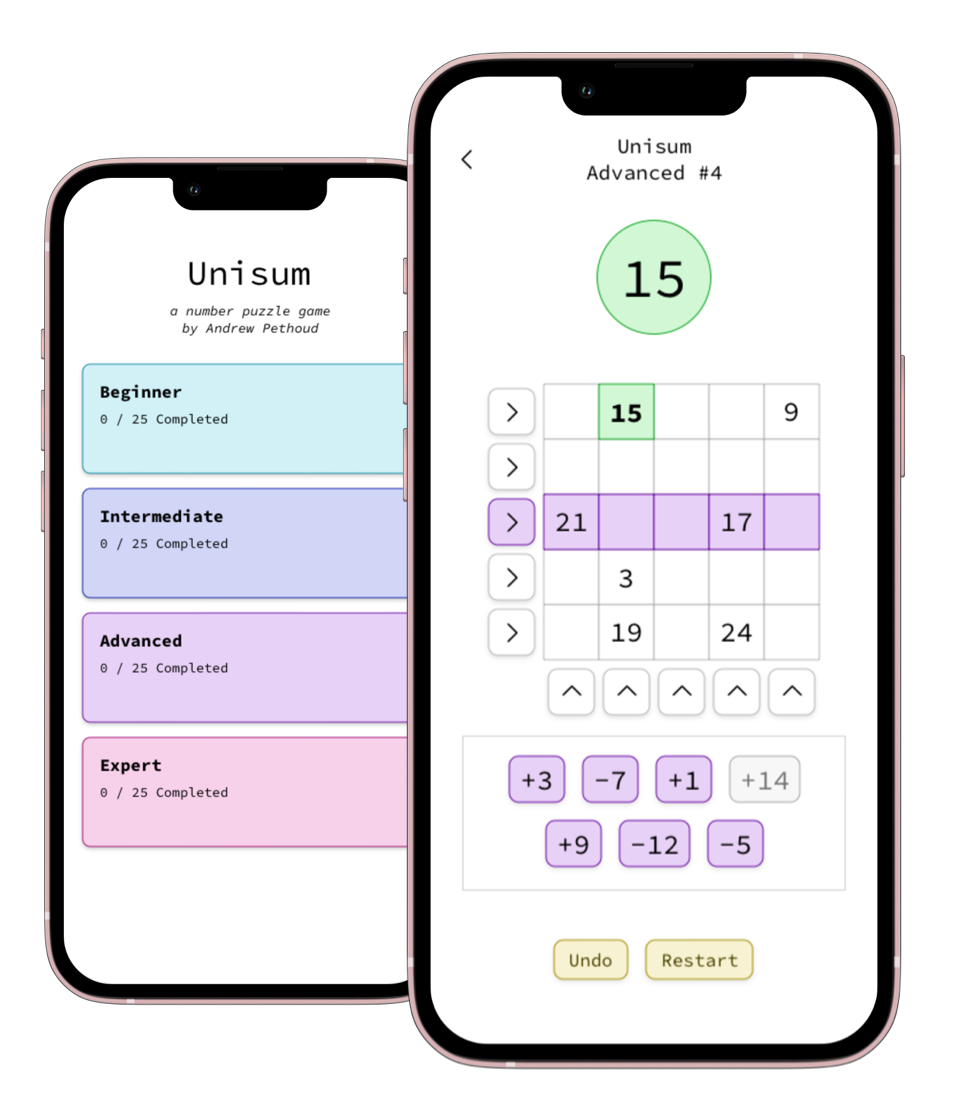 Unisum
a number puzzle game
by Andrew Pethoud
Beginner
0 / 25 Completed
Intermediate
0 / 25 Completed
Advanced
0 / 25 Completed
Expert
0 / 25 Completed
Unisum
Advanced #4
15
15 9
21 17
3
19 24
+3 −7 +1 +14
+9 −12 −5
Undo Restart